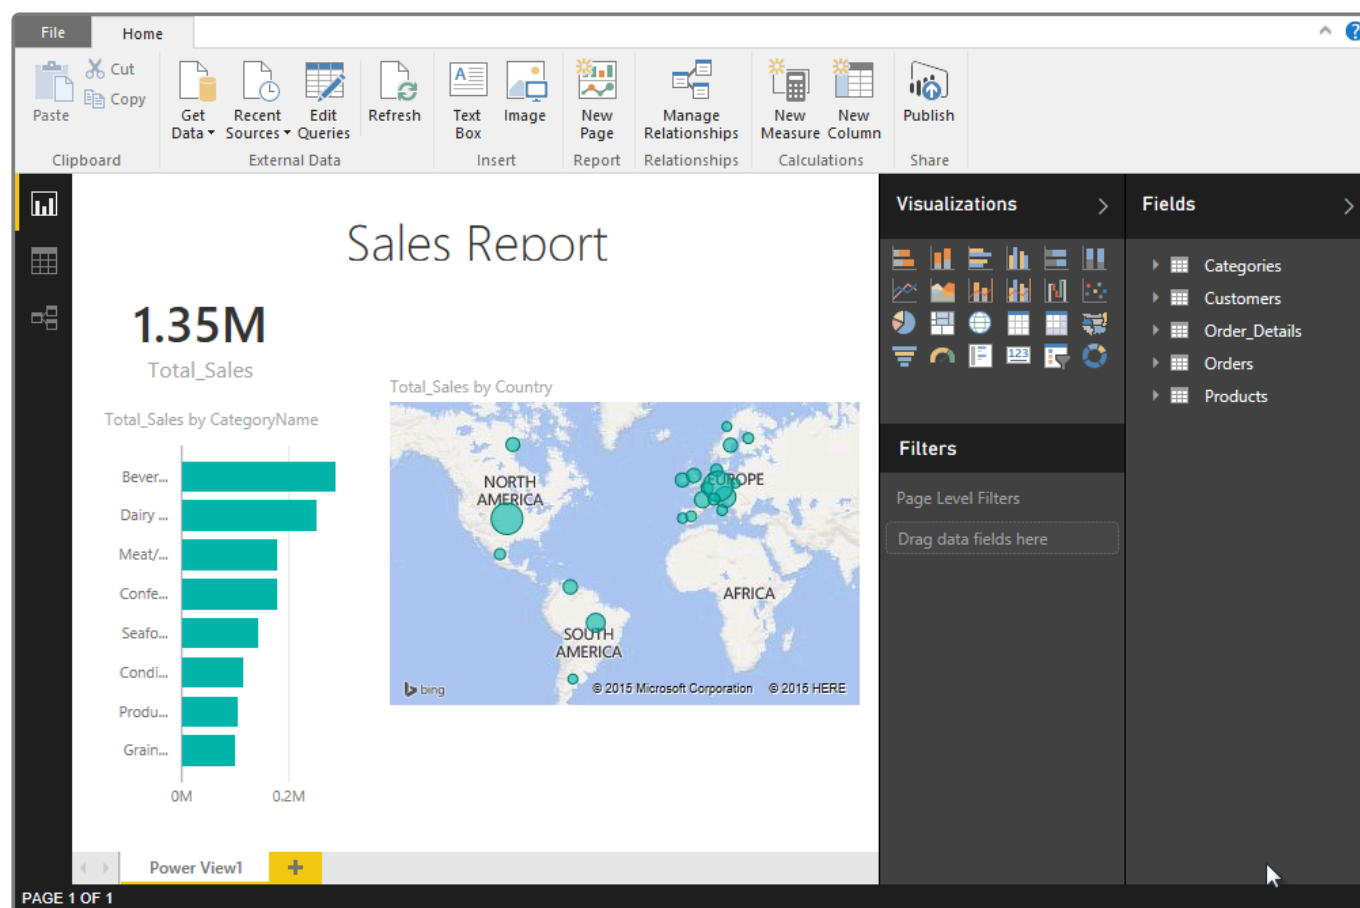 File
Home
Paste
Cut
Copy
Clipboard
Get
Data
Recent
Sources
Edit
Queries
Refresh
External Data
Text
Box
Image
Insert
New
Page
Report
Manage
Relationships
Relationships
New
Measure
New
Column
Calculations
Publish
Share
Sales Report
1.35M
Total_Sales
Total_Sales by CategoryName
Bever...
Dairy ...
Meat/...
Confe...
Seafo...
Condi...
Produ...
Grain...
0M
0.2M
Total_Sales by Country
NORTH
AMERICA
EUROPE
AFRICA
SOUTH
AMERICA
bing
© 2015 Microsoft Corporation © 2015 HERE
Visualizations
123
Filters
Page Level Filters
Drag data fields here
Fields
Categories
Customers
Order_Details
Orders
Products
Power View1
PAGE 1 OF 1